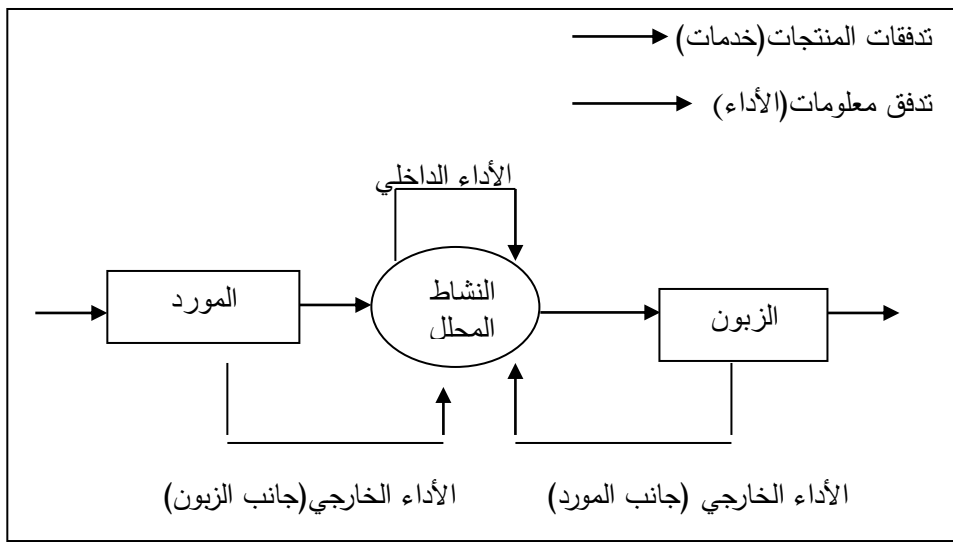 تدفقات المنتجات(خدمات)
تدفق معلومات(الأداء)
الأداء الداخلي
المورد
النشاط
المحلل
الزبون
الأداء الخارجي (جانب المورد)
الأداء الخارجي(جانب الزبون)